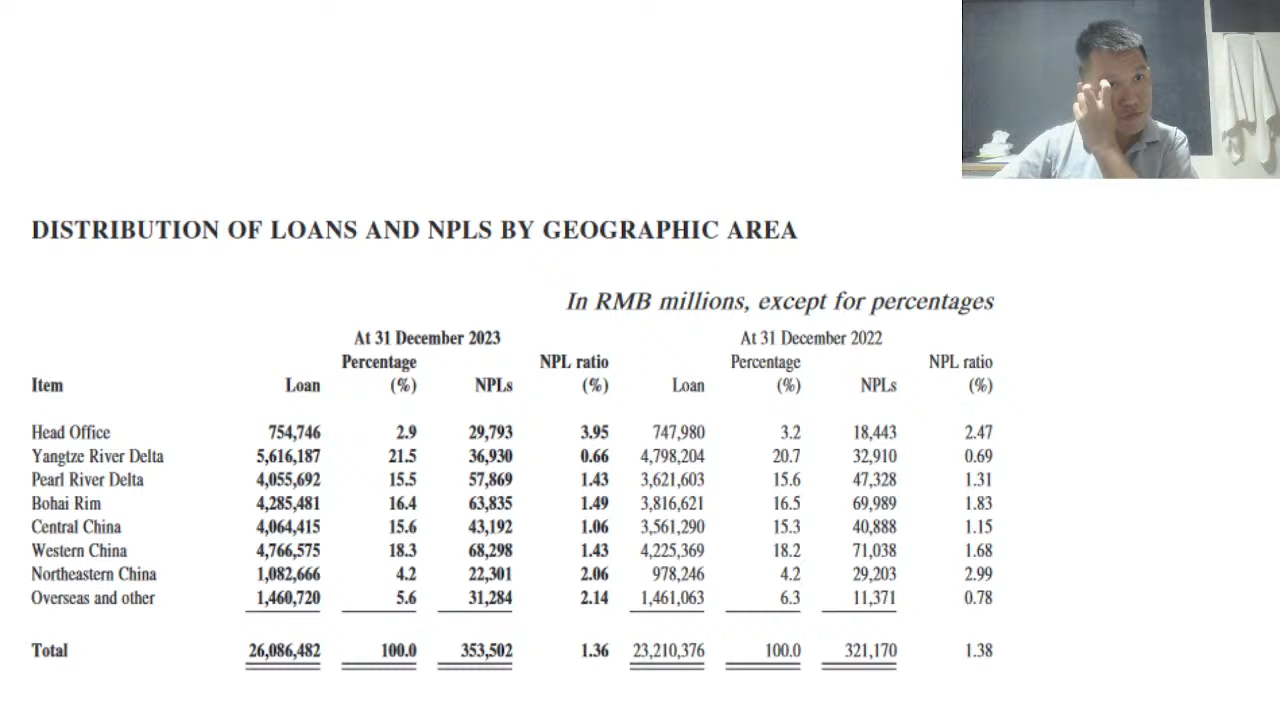 DISTRIBUTION OF LOANS AND NPLS BY GEOGRAPHIC AREA
In RMB millions, except for percentages
At 31 December 2023 At 31 December 2022
Percentage NPL ratio Percentage NPL ratio
Item Loan (%) NPLs (%) Loan (%) NPLs (%)
Head Office 754,746 2.9 29,793 3.95 747,980 3.2 18,443 2.47
Yangtze River Delta 5,616,187 21.5 36,930 0.66 4,798,204 20.7 32,910 0.69
Pearl River Delta 4,055,692 15.5 57,869 1.43 3,621,603 15.6 47,328 1.31
Bohai Rim 4,285,481 16.4 63,835 1.49 3,816,621 16.5 69,989 1.83
Central China 4,064,415 15.6 43,192 1.06 3,561,290 15.3 40,888 1.15
Western China 4,766,575 18.3 68,298 1.43 4,225,369 18.2 71,038 1.68
Northeastern China 1,082,666 4.2 22,301 2.06 978,246 4.2 29,203 2.99
Overseas and other 1,460,720 5.6 31,284 2.14 1,461,063 6.3 11,371 0.78
Total 26,086,482 100.0 353,502 1.36 23,210,376 100.0 321,170 1.38